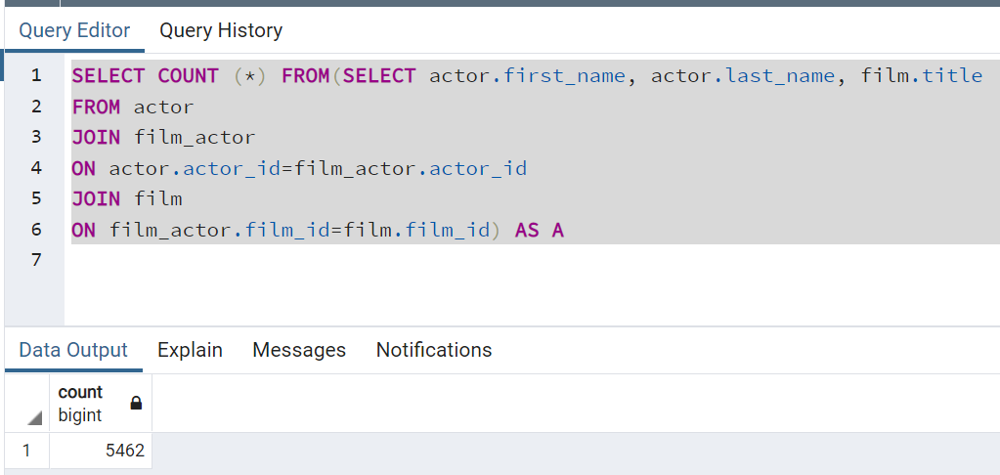 Query Editor Query History
1 SELECT COUNT (*) FROM(SELECT actor.first_name, actor.last_name, film.title
2 FROM actor
3 JOIN film_actor
4 ON actor.actor_id=film_actor.actor_id
5 JOIN film
6 ON film_actor.film_id=film.film_id) AS A
7
Data Output Explain Messages Notifications
count
bigint
1 5462